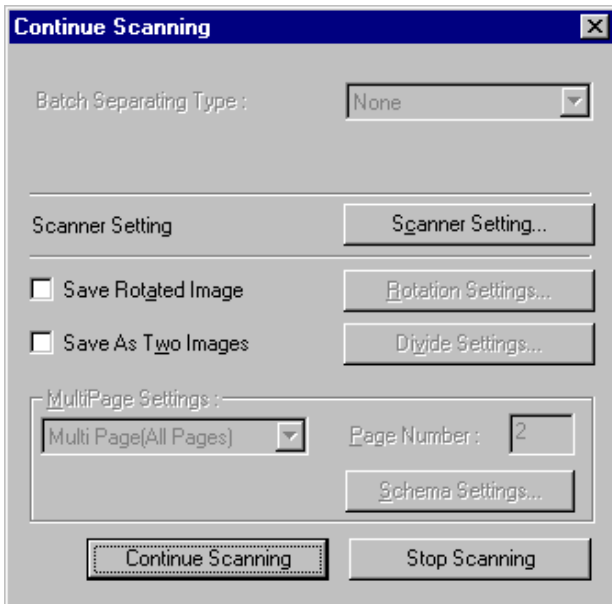 Continue Scanning
Batch Separating Type : None
Scanner Setting Scanner Setting...
Save Rotated Image Rotation Settings...
Save As Two Images Divide Settings...
MultiPage Settings :
Multi Page(All Pages) Page Number : 2
Schema Settings...
Continue Scanning Stop Scanning